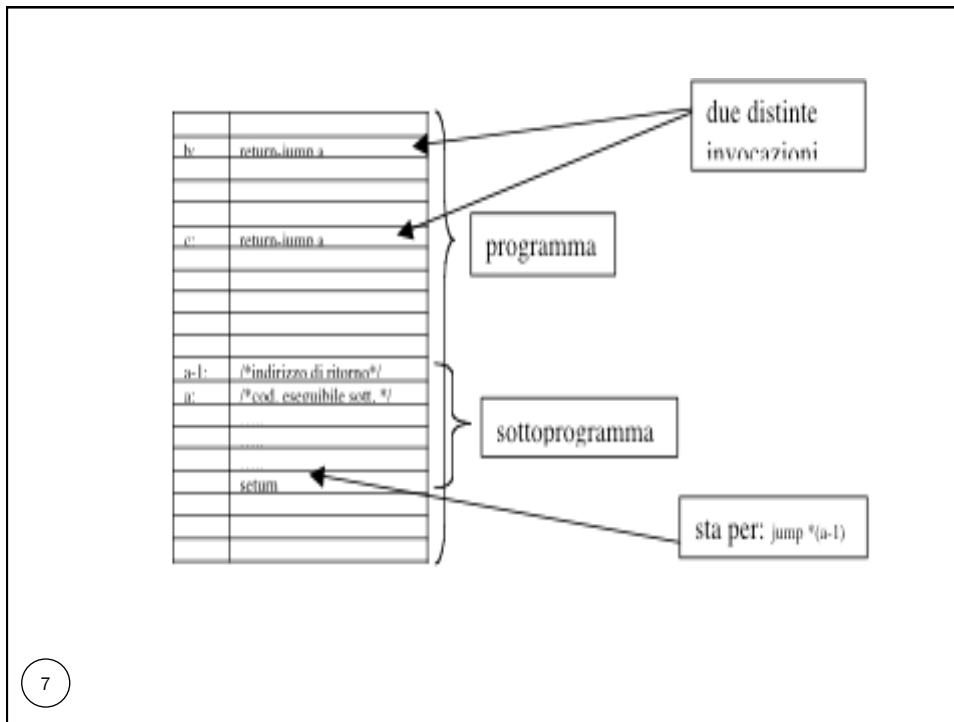 due distinte
invocazioni
b: return-jump a
c: return-jump a
programma
a-1: /*indirizzo di ritorno*/
a: /*cod. eseguibile sott. */
.....
.....
.....
sottoprogramma
sta per: jump *(a-1)
7